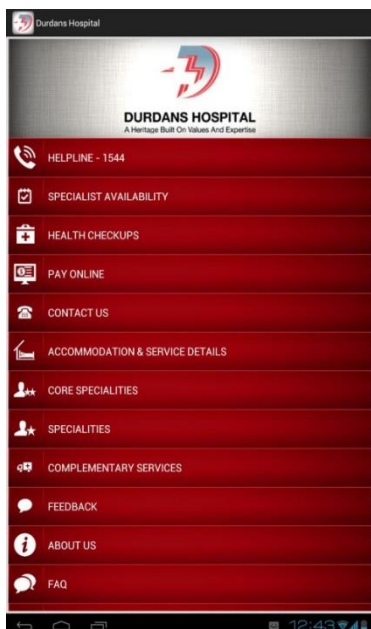 Durdans Hospital
DURDANS HOSPITAL
A Heritage Built On Values And Expertise
HELPLINE - 1544
SPECIALIST AVAILABILITY
HEALTH CHECKUPS
PAY ONLINE
CONTACT US
ACCOMMODATION & SERVICE DETAILS
CORE SPECIALITIES
SPECIALITIES
COMPLEMENTARY SERVICES
FEEDBACK
ABOUT US
FAQ
12:43